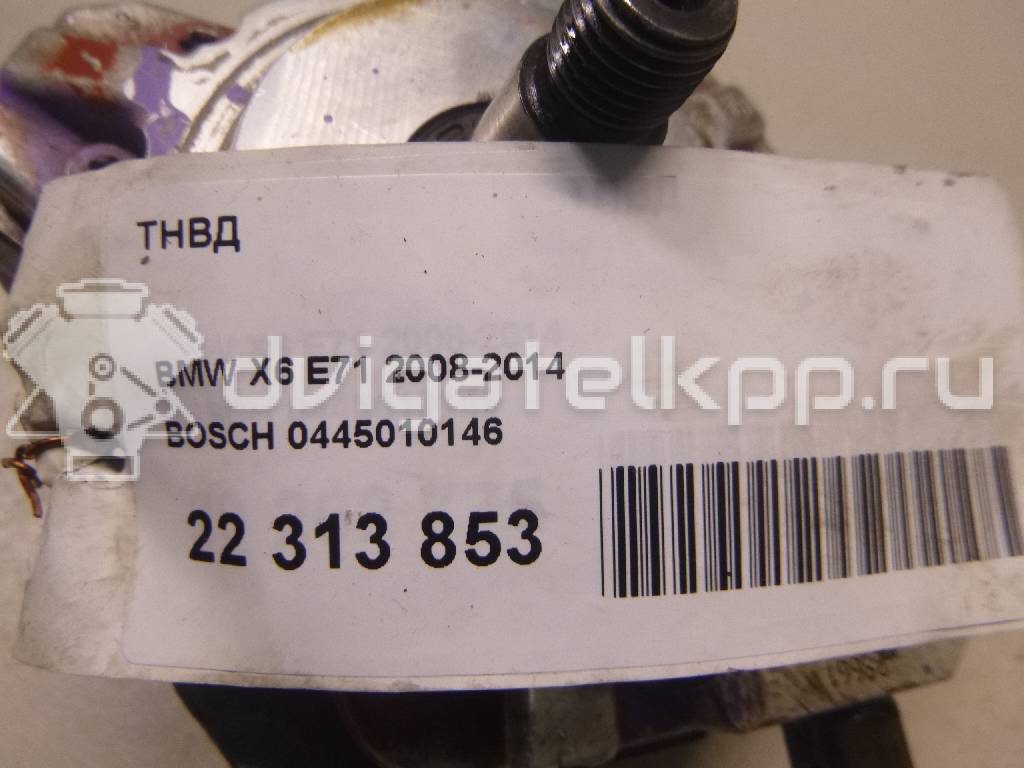 ТНВД
BMW X6 E71 2008-2014
dvigatelkpp.ru
BOSCH 0445010146
22 313 853